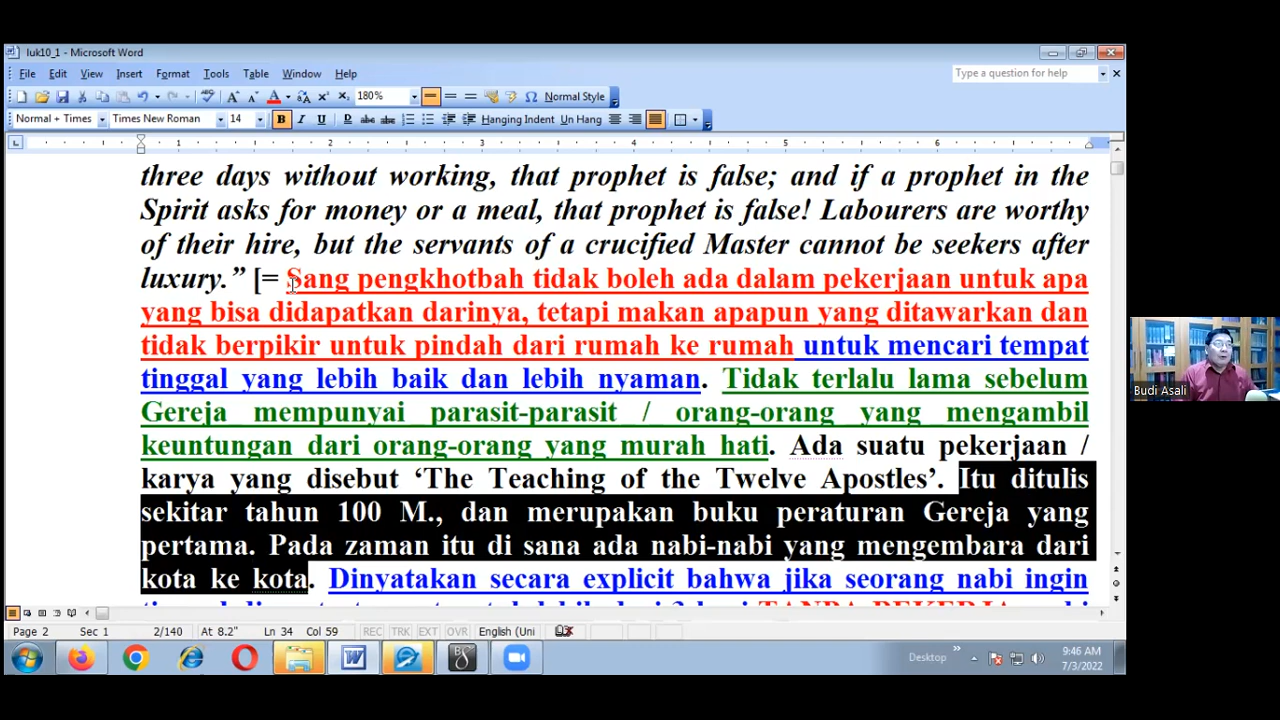 luk10_1 - Microsoft Word
File Edit View Insert Format Tools Table Window Help
Type a question for help
180% Normal Style
Normal + Times Times New Roman 14 B I U Hanging Indent Un Hang
1 2 3 4 5 6
three days without working, that prophet is false; and if a prophet in the
Spirit asks for money or a meal, that prophet is false! Labourers are worthy
of their hire, but the servants of a crucified Master cannot be seekers after
luxury.” [= Sang pengkhotbah tidak boleh ada dalam pekerjaan untuk apa
yang bisa didapatkan darinya, tetapi makan apapun yang ditawarkan dan
tidak berpikir untuk pindah dari rumah ke rumah untuk mencari tempat
tinggal yang lebih baik dan lebih nyaman. Tidak terlalu lama sebelum
Gereja mempunyai parasit-parasit / orang-orang yang mengambil
keuntungan dari orang-orang yang murah hati. Ada suatu pekerjaan /
karya yang disebut ‘The Teaching of the Twelve Apostles’. Itu ditulis
sekitar tahun 100 M., dan merupakan buku peraturan Gereja yang
pertama. Pada zaman itu di sana ada nabi-nabi yang mengembara dari
kota ke kota. Dinyatakan secara explicit bahwa jika seorang nabi ingin
Budi Asali
Page 2 Sec 1 2/140 At 8.2" Ln 34 Col 59 REC TRK EXT OVR English (Uni
Desktop » 9:46 AM
7/3/2022